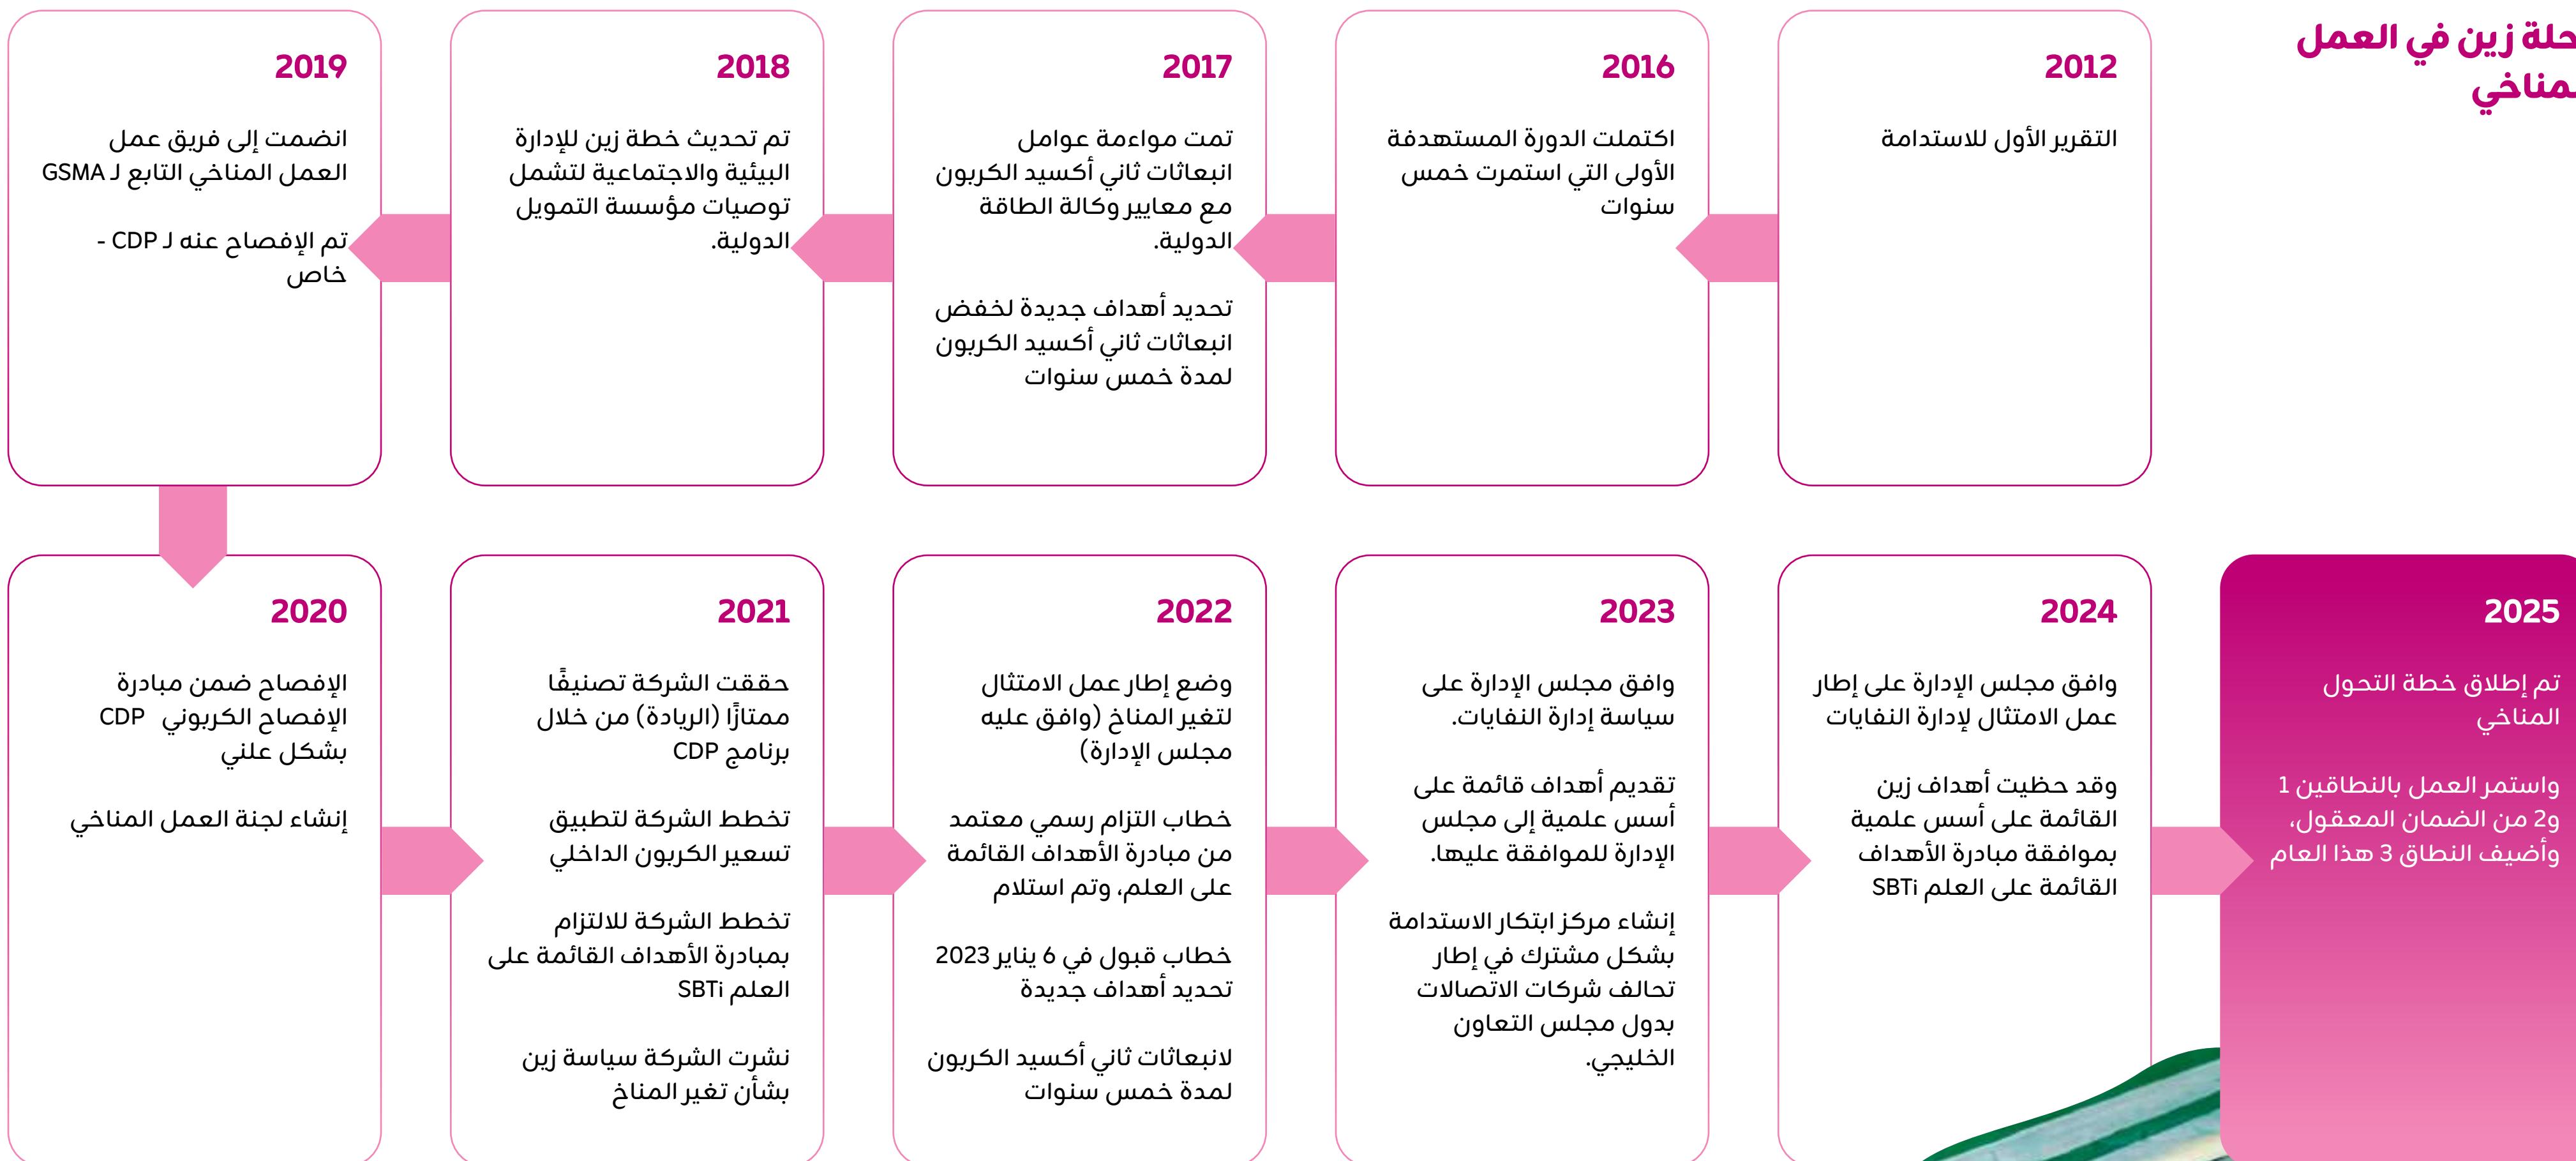 حلة زين في العمل
مناخي
2012
التقرير الأول للاستدامة
2016
اكتملت الدورة المستهدفة
الأولى التي استمرت خمس
سنوات
2017
تمت مواءمة عوامل
انبعاثات ثاني أكسيد الكربون
مع معايير وكالة الطاقة
الدولية.
تحديد أهداف جديدة لخفض
انبعاثات ثاني أكسيد الكربون
لمدة خمس سنوات
2018
تم تحديث خطة زين للإدارة
البيئية والاجتماعية لتشمل
توصيات مؤسسة التمويل
الدولية.
2019
انضمت إلى فريق عمل
العمل المناخي التابع لـ GSMA
تم الإفصاح عنه لـ CDP -
خاص
2020
الإفصاح ضمن مبادرة
الإفصاح الكربوني CDP
بشكل علني
إنشاء لجنة العمل المناخي
2021
حققت الشركة تصنيفًا
ممتازًا (الريادة) من خلال
برنامج CDP
تخطط الشركة لتطبيق
تسعير الكربون الداخلي
تخطط الشركة للالتزام
بمبادرة الأهداف القائمة على
العلم SBTi
نشرت الشركة سياسة زين
بشأن تغير المناخ
2022
وضع إطار عمل الامتثال
لتغير المناخ (وافق عليه
مجلس الإدارة)
خطاب التزام رسمي معتمد
من مبادرة الأهداف القائمة
على العلم، وتم استلام
خطاب قبول في 6 يناير 2023
تحديد أهداف جديدة
لانبعاثات ثاني أكسيد الكربون
لمدة خمس سنوات
2023
وافق مجلس الإدارة على
سياسة إدارة النفايات.
تقديم أهداف قائمة على
أسس علمية إلى مجلس
الإدارة للموافقة عليها.
إنشاء مركز ابتكار الاستدامة
بشكل مشترك في إطار
تحالف شركات الاتصالات
بدول مجلس التعاون
الخليجي.
2024
وافق مجلس الإدارة على إطار
عمل الامتثال لإدارة النفايات
وقد حظيت أهداف زين
القائمة على أسس علمية
بموافقة مبادرة الأهداف
القائمة على العلم SBTi
2025
تم إطلاق خطة التحول
المناخي
واستمر العمل بالنطاقين 1
و2 من الضمان المعقول،
وأضيف النطاق 3 هذا العام